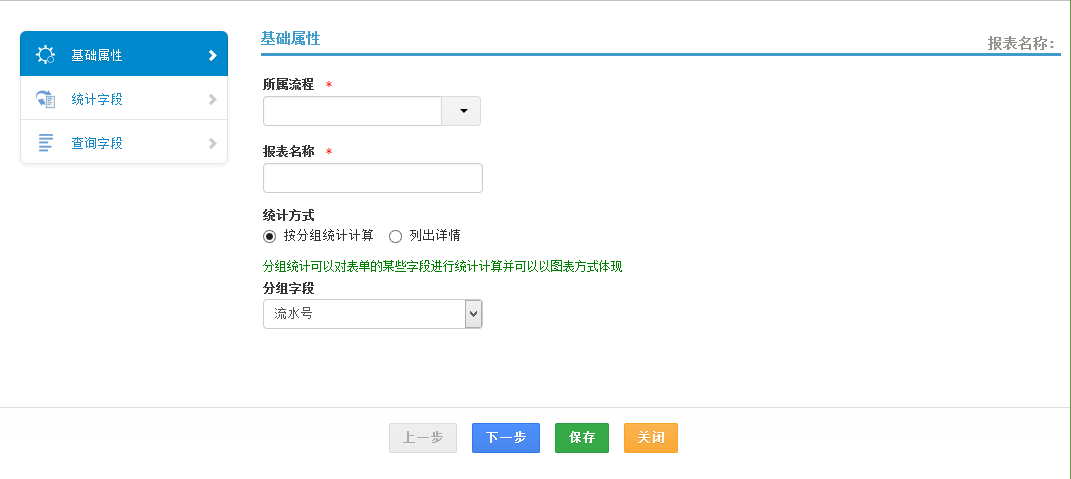 基础属性
统计字段
查询字段
基础属性
报表名称：
所属流程 *
报表名称 *
统计方式
按分组统计计算 列出详情
分组统计可以对表单的某些字段进行统计计算并可以以图表方式体现
分组字段
流水号
上一步 下一步 保存 关闭